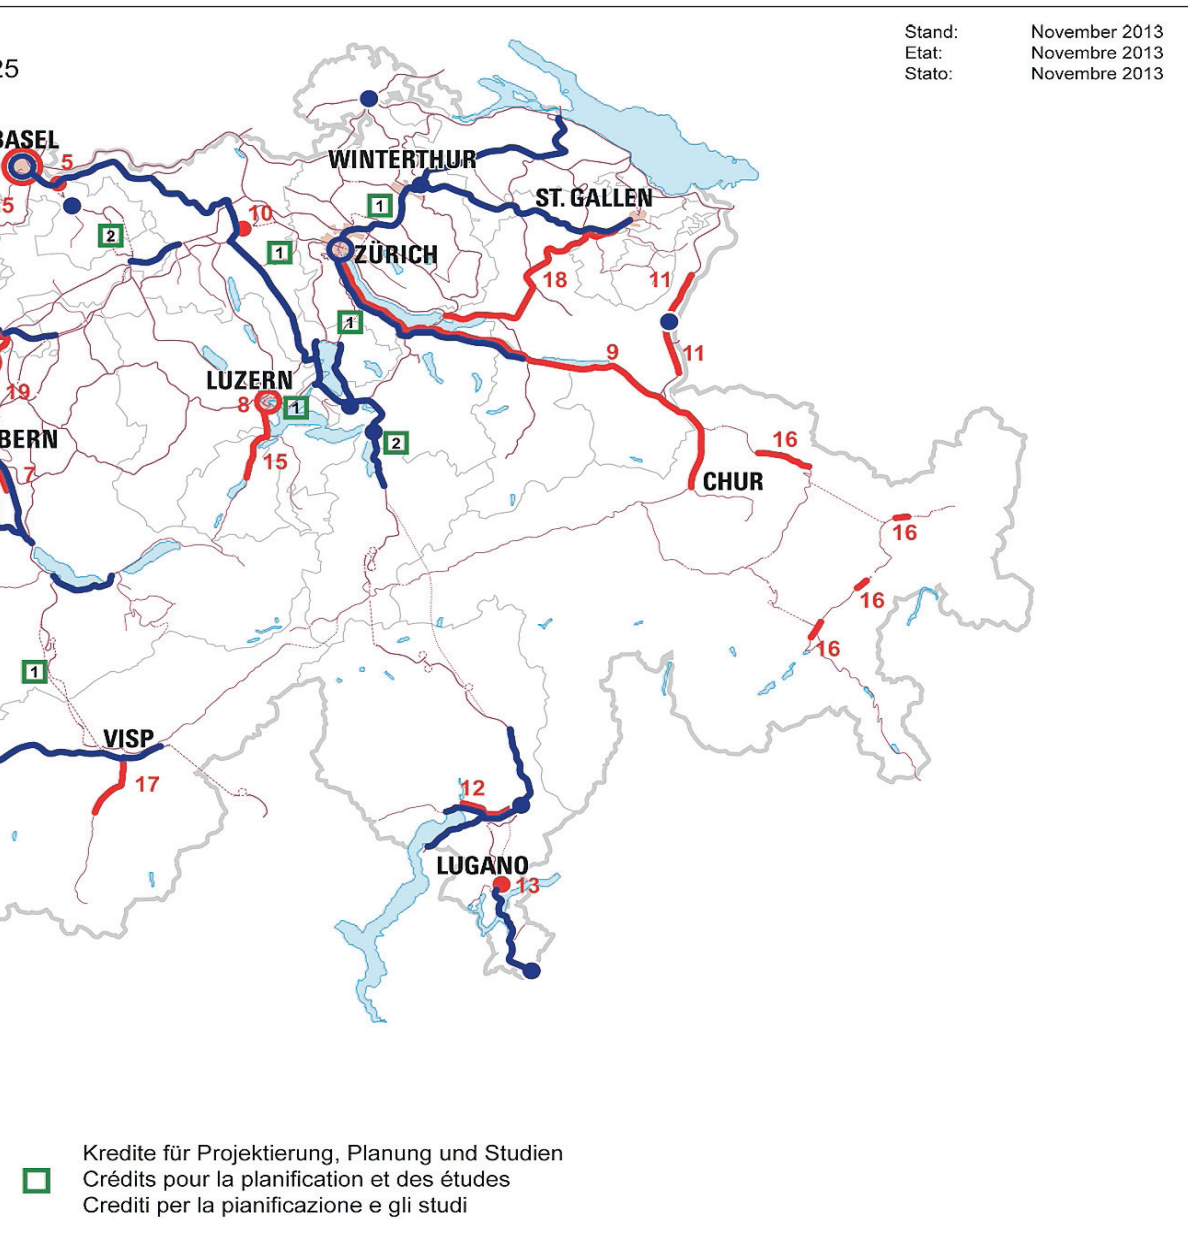 Stand: November 2013
Etat: Novembre 2013
Stato: Novembre 2013
25
BASEL
5
5
WINTERTHUR
ST. GALLEN
1
10
2
1
ZÜRICH
18
11
1
11
9
19
LUZERN
8
1
BERN
2
16
15
7
CHUR
16
16
16
1
VISP
17
12
LUGANO
13
Kredite für Projektierung, Planung und Studien
Crédits pour la planification et des études
Crediti per la pianificazione e gli studi